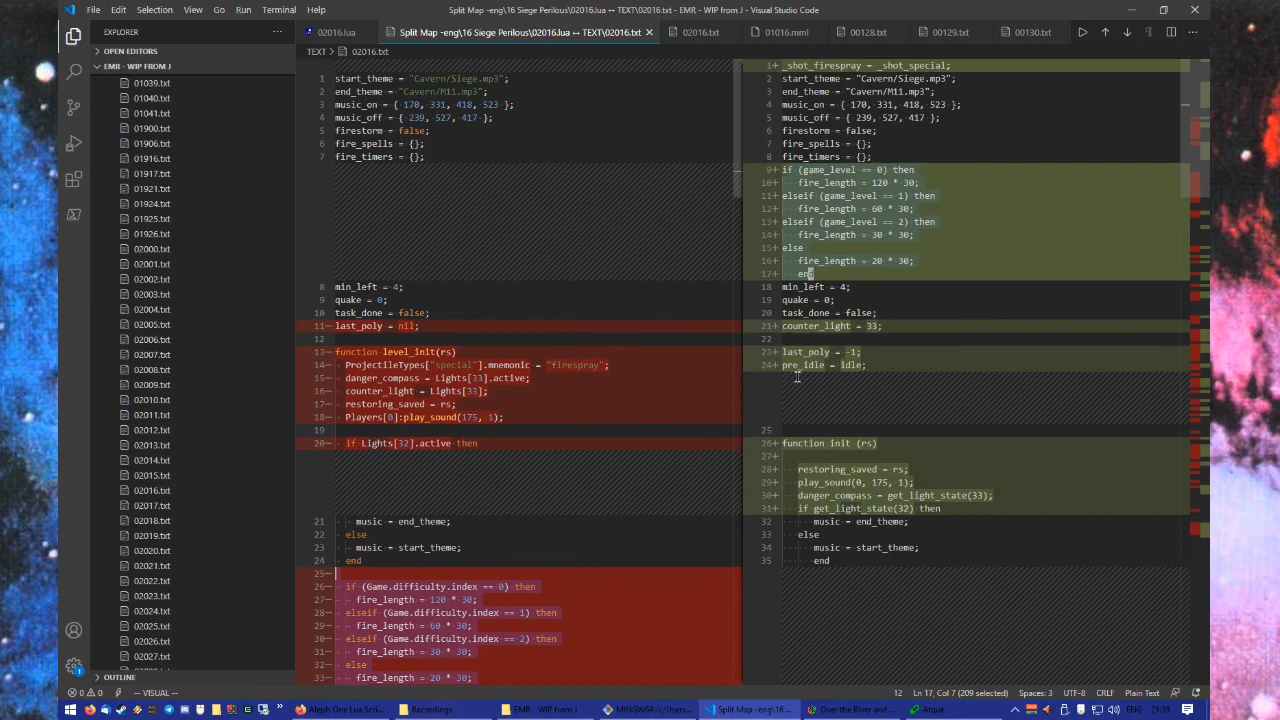 File Edit Selection View Go Run Terminal Help
Split Map -eng\16 Siege Perilous\02016.lua ↔ TEXT\02016.txt - EMR - WIP from J - Visual Studio Code
EXPLORER
OPEN EDITORS
EMR - WIP FROM J
01039.txt
01040.txt
01041.txt
01900.txt
01906.txt
01916.txt
01917.txt
01921.txt
01924.txt
01925.txt
01926.txt
02000.txt
02001.txt
02002.txt
02003.txt
02004.txt
02005.txt
02006.txt
02007.txt
02008.txt
02009.txt
02010.txt
02011.txt
02012.txt
02013.txt
02014.txt
02015.txt
02016.txt
02017.txt
02018.txt
02019.txt
02020.txt
02021.txt
02022.txt
02023.txt
02024.txt
02025.txt
02026.txt
02027.txt
OUTLINE
02016.lua
Split Map -eng\16 Siege Perilous\02016.lua ↔ TEXT\02016.txt
02016.txt
01016.mml
00128.txt
00129.txt
00130.txt
TEXT > 02016.txt
1 start_theme = "Cavern/Siege.mp3";
2 end_theme = "Cavern/M11.mp3";
3 music_on = { 170, 331, 418, 523 };
4 music_off = { 239, 527, 417 };
5 firestorm = false;
6 fire_spells = {};
7 fire_timers = {};
8 min_left = 4;
9 quake = 0;
10 task_done = false;
11− last_poly = nil;
12
13− function level_init(rs)
14− ProjectileTypes["special"].mnemonic = "firespray";
15− danger_compass = Lights[33].active;
16− counter_light = Lights[33];
17− restoring_saved = rs;
18− Players[0]:play_sound(175, 1);
19
20− if Lights[32].active then
21 music = end_theme;
22 else
23 music = start_theme;
24 end
25−
26− if (Game.difficulty.index == 0) then
27− fire_length = 120 * 30;
28− elseif (Game.difficulty.index == 1) then
29− fire_length = 60 * 30;
30− elseif (Game.difficulty.index == 2) then
31− fire_length = 30 * 30;
32− else
33− fire_length = 20 * 30;
1+ _shot_firespray = _shot_special;
2 start_theme = "Cavern/Siege.mp3";
3 end_theme = "Cavern/M11.mp3";
4 music_on = { 170, 331, 418, 523 };
5 music_off = { 239, 527, 417 };
6 firestorm = false;
7 fire_spells = {};
8 fire_timers = {};
9+ if (game_level == 0) then
10+ fire_length = 120 * 30;
11+ elseif (game_level == 1) then
12+ fire_length = 60 * 30;
13+ elseif (game_level == 2) then
14+ fire_length = 30 * 30;
15+ else
16+ fire_length = 20 * 30;
17+ end
18 min_left = 4;
19 quake = 0;
20 task_done = false;
21+ counter_light = 33;
22
23+ last_poly = -1;
24+ pre_idle = idle;
25
26+ function init (rs)
27+
28+ restoring_saved = rs;
29+ play_sound(0, 175, 1);
30+ danger_compass = get_light_state(33);
31+ if get_light_state(32) then
32 music = end_theme;
33 else
34 music = start_theme;
35 end
0 0
-- VISUAL --
12 Ln 17, Col 7 (209 selected) Spaces: 3 UTF-8 CRLF Plain Text
Aleph One Lua Scri...
Recordings
EMR - WIP from J
MINGW64:/c/Users...
Split Map -eng\16 ...
Over the River and ...
Atque
ENG 21:39